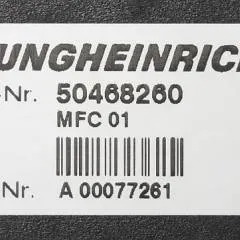 UNGHEINRICH
-Nr. 50468260
MFC 01
Nr. A 00077261